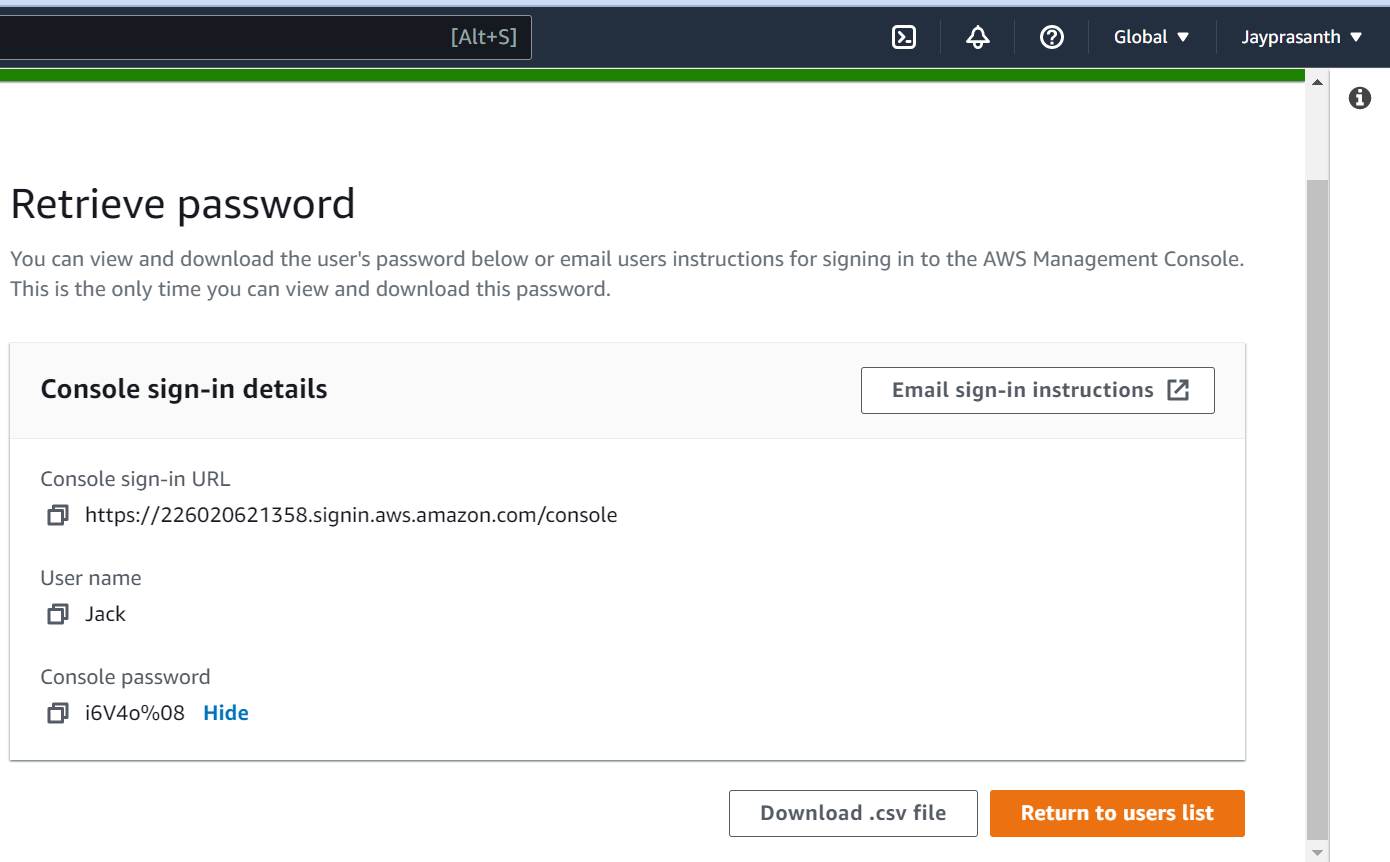 [Alt+S]
Global
Jayprasanth
Retrieve password
You can view and download the user's password below or email users instructions for signing in to the AWS Management Console.
This is the only time you can view and download this password.
Console sign-in details
Email sign-in instructions
Console sign-in URL
https://226020621358.signin.aws.amazon.com/console
User name
Jack
Console password
i6V4o%08 Hide
Download .csv file
Return to users list